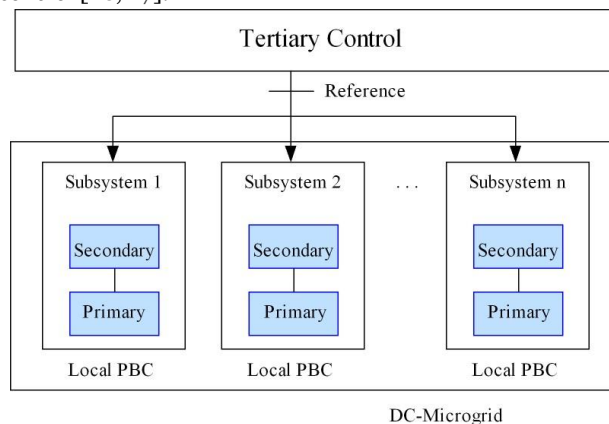 Tertiary Control
Reference
Subsystem 1 Subsystem 2 . . . Subsystem n
Secondary Secondary Secondary
Primary Primary Primary
Local PBC Local PBC Local PBC
DC-Microgrid